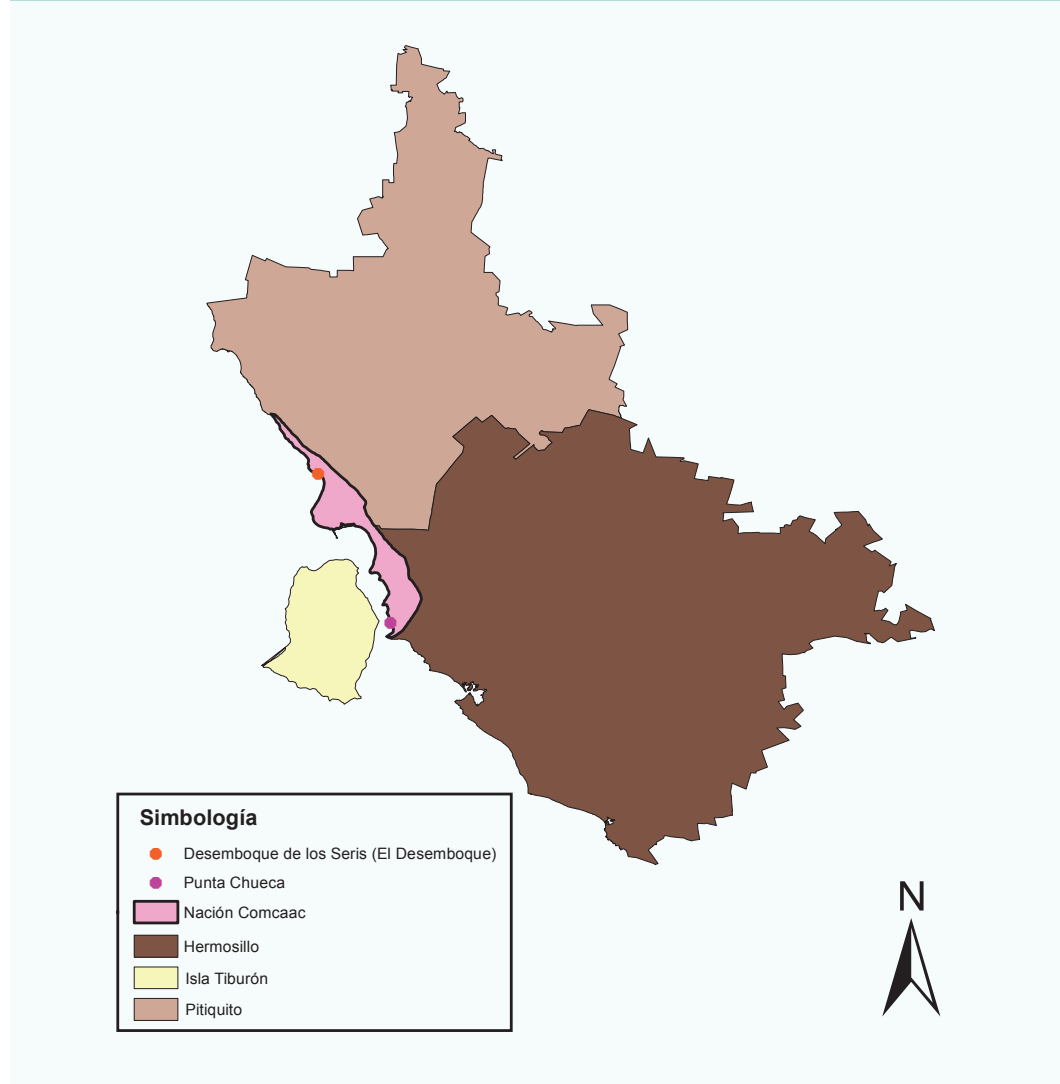 Simbología
Desemboque de los Seris (El Desemboque)
Punta Chueca
Nación Comcaac
Hermosillo
Isla Tiburón
Pitiquito
N